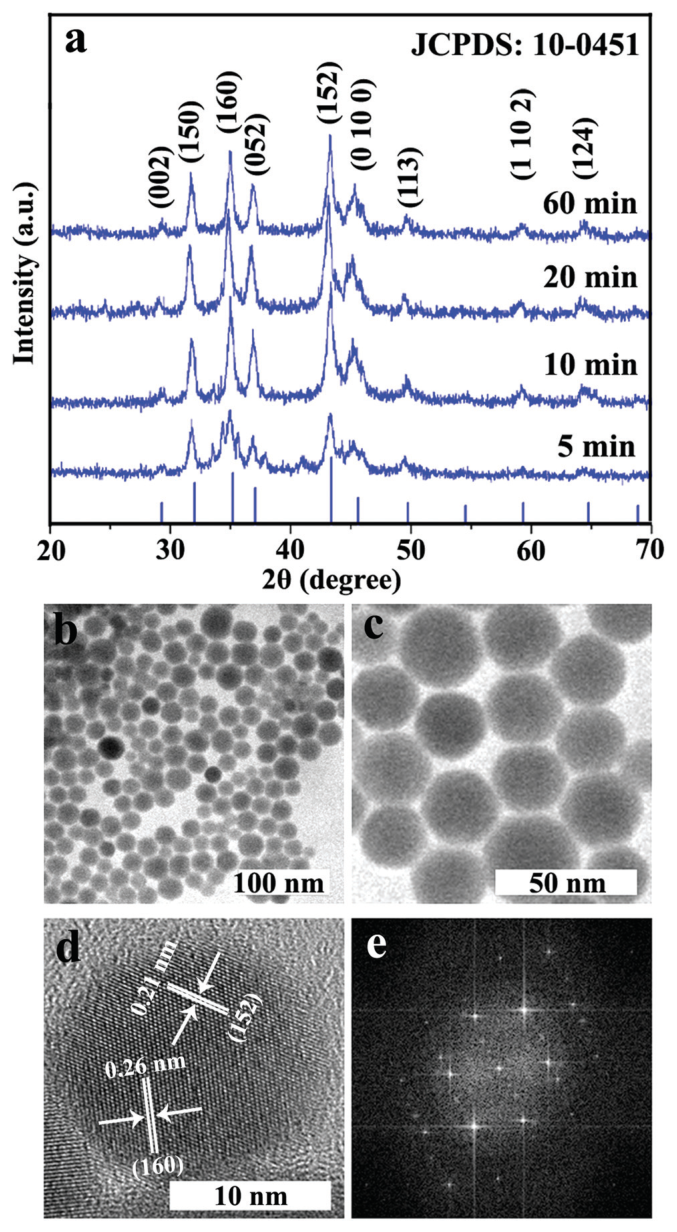 a
JCPDS: 10-0451
(002)
(150)
(160)
(052)
(152)
(0 10 0)
(113)
(1 10 2)
(124)
60 min
20 min
10 min
5 min
Intensity (a.u.)
20 30 40 50 60 70
2θ (degree)
b
100 nm
c
50 nm
d
0.21 nm
(152)
0.26 nm
(160)
10 nm
e